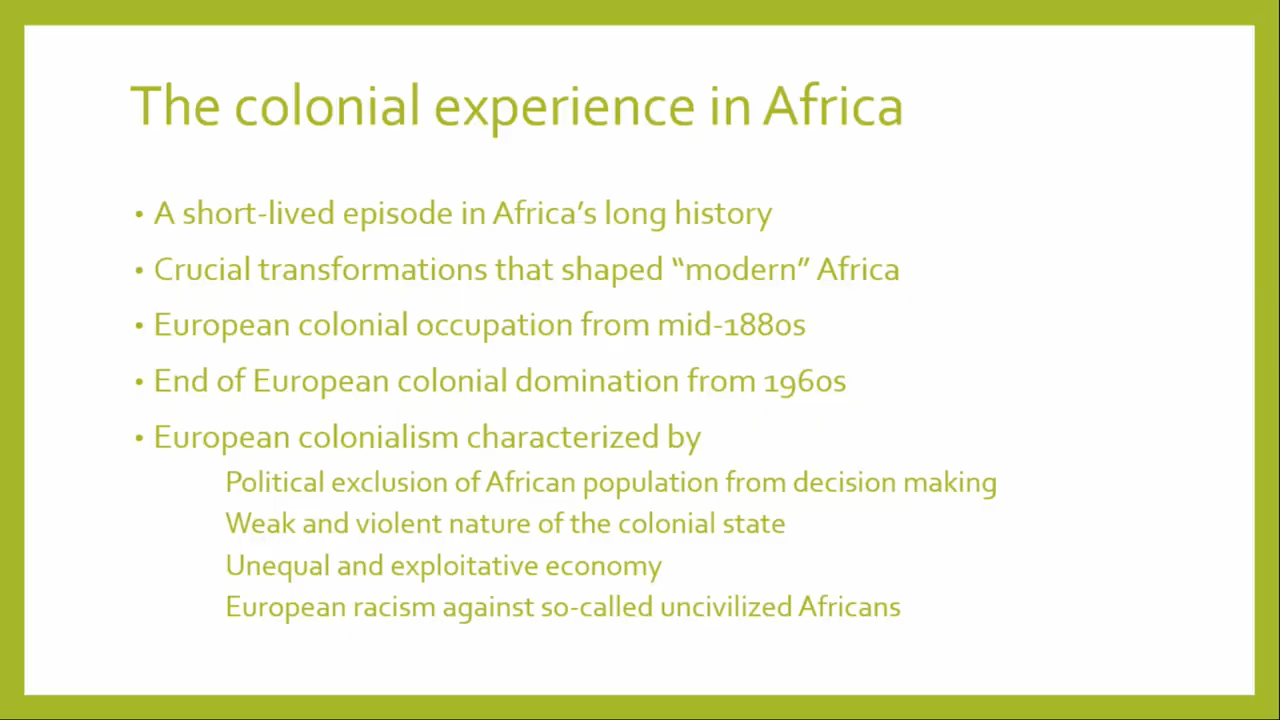 The colonial experience in Africa
• A short-lived episode in Africa’s long history
• Crucial transformations that shaped “modern” Africa
• European colonial occupation from mid-1880s
• End of European colonial domination from 1960s
• European colonialism characterized by
Political exclusion of African population from decision making
Weak and violent nature of the colonial state
Unequal and exploitative economy
European racism against so-called uncivilized Africans